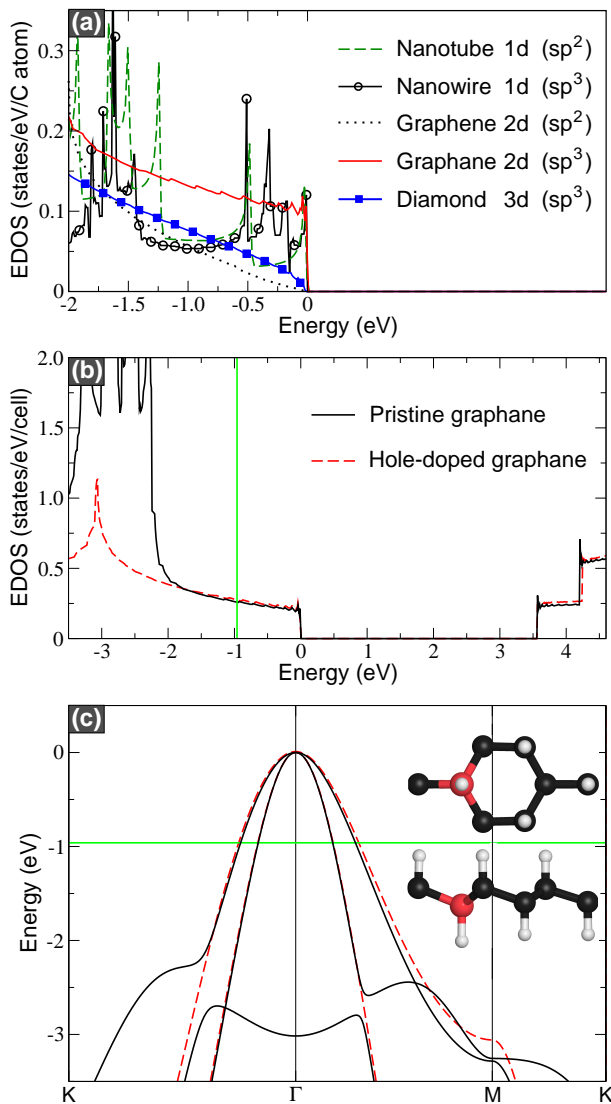 (a)
EDOS (states/eV/C atom)
0.3
0.2
0.1
0
-2
-1.5
-1.0
-0.5
0
Energy (eV)
Nanotube 1d (sp²)
Nanowire 1d (sp³)
Graphene 2d (sp²)
Graphane 2d (sp³)
Diamond 3d (sp³)
(b)
EDOS (states/eV/cell)
2.0
1.5
1.0
0.5
0
-3
-2
-1
0
1
2
3
4
Energy (eV)
Pristine graphane
Hole-doped graphane
(c)
Energy (eV)
0
-1
-2
-3
K
Γ
M
K